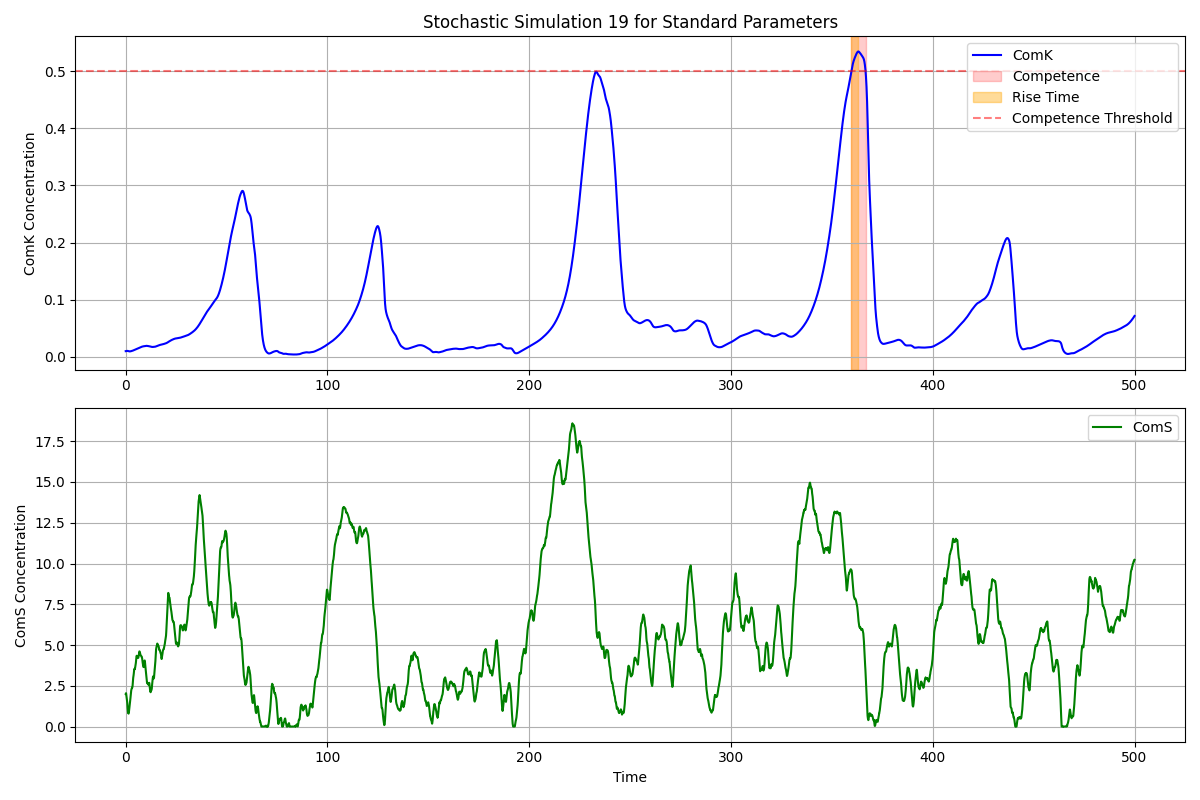 Stochastic Simulation 19 for Standard Parameters
ComK Concentration
0.5
0.4
0.3
0.2
0.1
0.0
ComK
Competence
Rise Time
Competence Threshold
0 100 200 300 400 500
ComS Concentration
17.5
15.0
12.5
10.0
7.5
5.0
2.5
0.0
ComS
0 100 200 300 400 500
Time